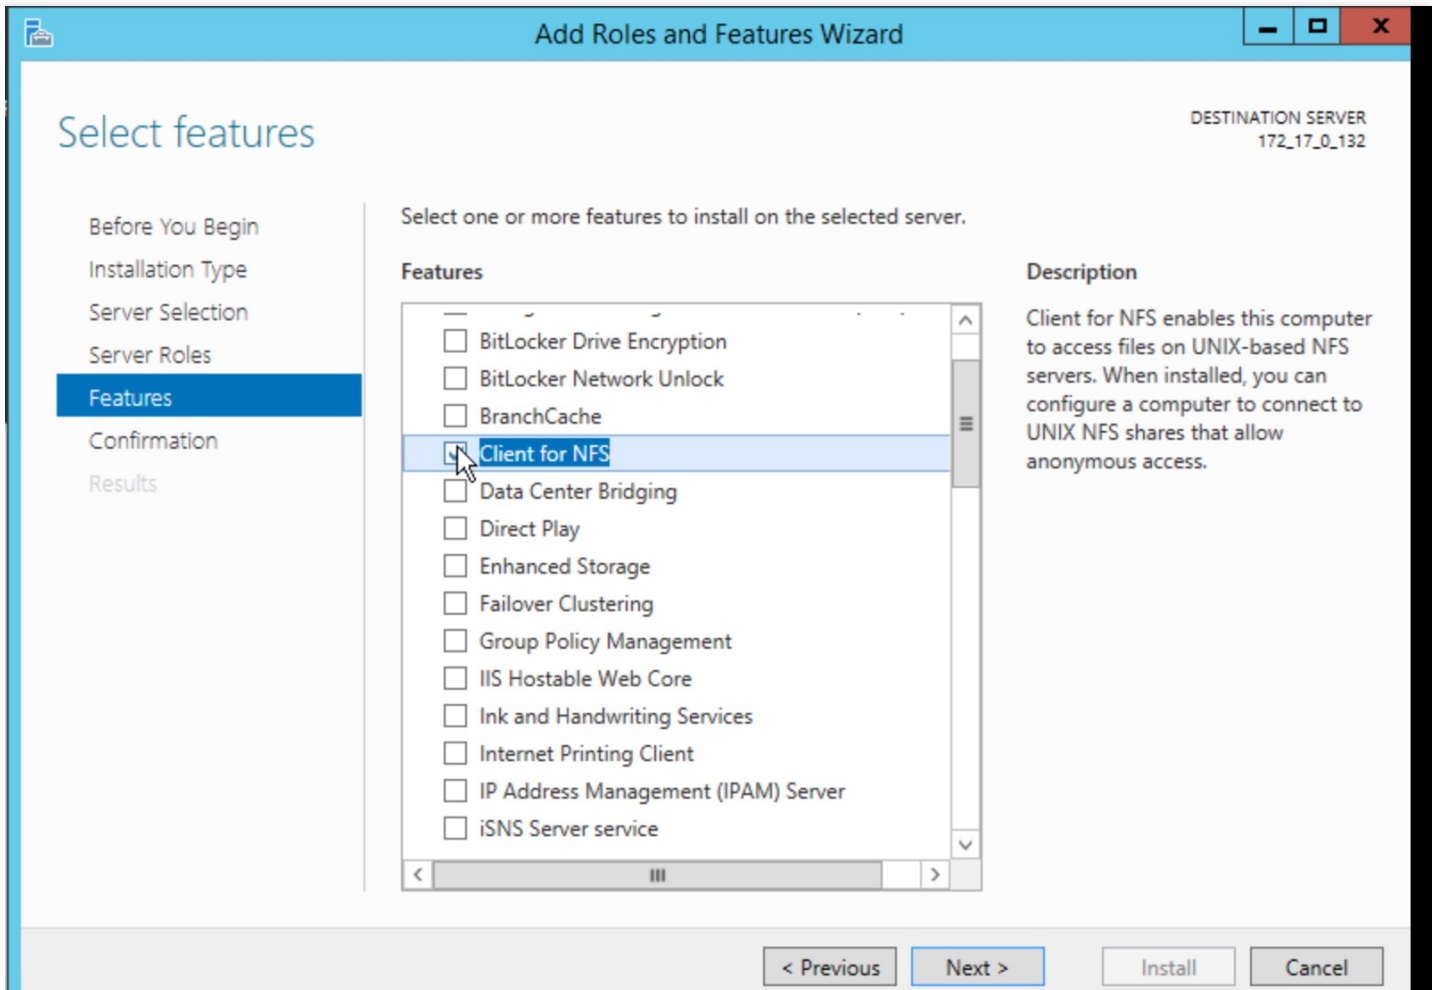 Add Roles and Features Wizard
Select features
DESTINATION SERVER
172_17_0_132
Before You Begin
Installation Type
Server Selection
Server Roles
Features
Confirmation
Results
Select one or more features to install on the selected server.
Features
BitLocker Drive Encryption
BitLocker Network Unlock
BranchCache
Client for NFS
Data Center Bridging
Direct Play
Enhanced Storage
Failover Clustering
Group Policy Management
IIS Hostable Web Core
Ink and Handwriting Services
Internet Printing Client
IP Address Management (IPAM) Server
iSNS Server service
Description
Client for NFS enables this computer
to access files on UNIX-based NFS
servers. When installed, you can
configure a computer to connect to
UNIX NFS shares that allow
anonymous access.
< Previous
Next >
Install
Cancel